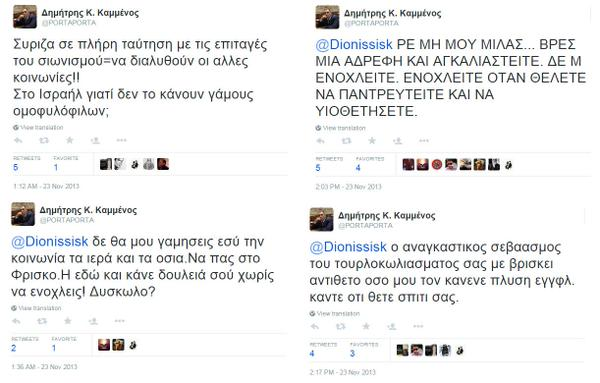 Δημήτρης Κ. Καμμένος
@PORTAPORTA
Συριζα σε πλήρη ταύτηση με τις επιταγές
του σιωνισμού=να διαλυθούν οι αλλες
κοινωνίες!!
Στο Ισραήλ γιατί δεν το κάνουν γάμους
ομοφυλόφιλων;
View translation
RETWEETS FAVORITE
5 1
1:12 AM - 23 Nov 2013
Δημήτρης Κ. Καμμένος
@PORTAPORTA
@Dionissisk ΡΕ ΜΗ ΜΟΥ ΜΙΛΑΣ... ΒΡΕΣ
ΜΙΑ ΑΔΡΕΦΗ ΚΑΙ ΑΓΚΑΛΙΑΣΤΕΙΤΕ. ΔΕ Μ
ΕΝΟΧΛΕΙΤΕ. ΕΝΟΧΛΕΙΤΕ ΟΤΑΝ ΘΕΛΕΤΕ
ΝΑ ΠΑΝΤΡΕΥΤΕΙΤΕ ΚΑΙ ΝΑ
ΥΙΟΘΕΤΗΣΕΤΕ.
View translation
RETWEETS FAVORITES
5 4
2:03 PM - 23 Nov 2013
Δημήτρης Κ. Καμμένος
@PORTAPORTA
@Dionissisk δε θα μου γαμησεις εσύ την
κοινωνία τα ιερά και τα οσια.Να πας στο
Φρισκο.Η εδώ και κάνε δουλειά σού χωρίς
να ενοχλεις! Δυσκωλο?
View translation
RETWEETS FAVORITE
2 1
1:36 AM - 23 Nov 2013
Δημήτρης Κ. Καμμένος
@PORTAPORTA
@Dionissisk ο αναγκαστικος σεβαασμος
του τουρλοκωλιασματος σας με βρισκει
αντιθετο οσο μου τον κανενε πλυση εγγφλ.
καντε οτι θετε σπιτι σας.
View translation
RETWEETS FAVORITES
4 3
2:17 PM - 23 Nov 2013